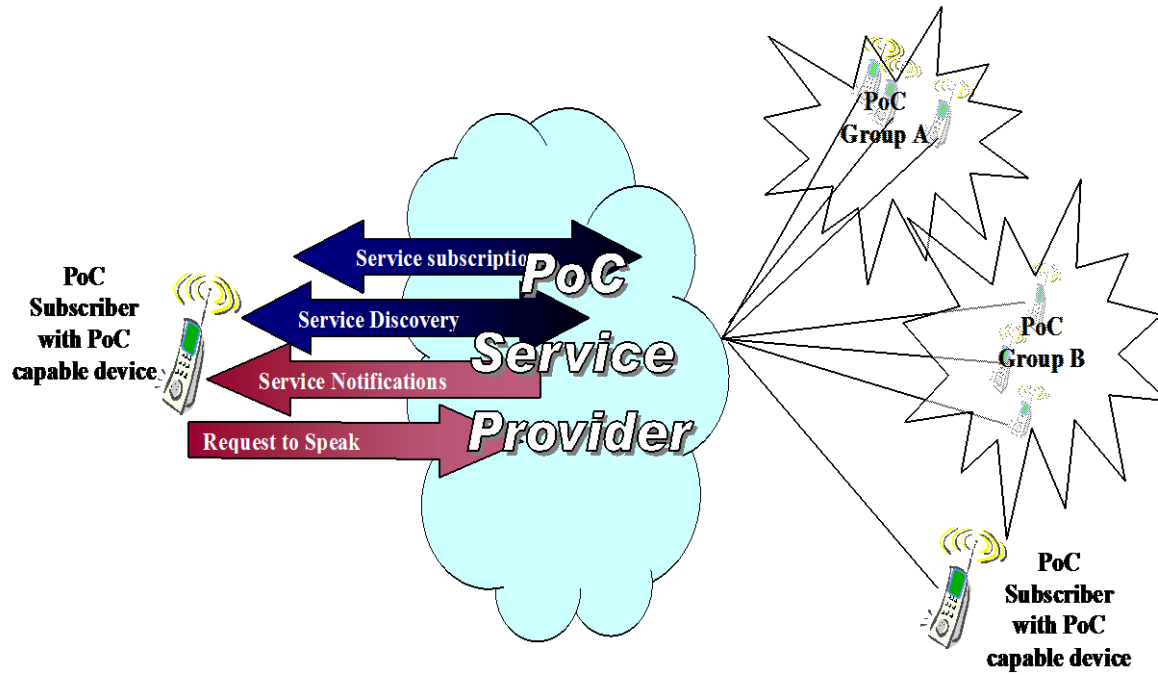 PoC
Group A
Service subscription
PoC
PoC
Subscriber
with PoC
capable device
Service Discovery
Service
Service Notifications
Provider
Request to Speak
PoC
Group B
PoC
Subscriber
with PoC
capable device